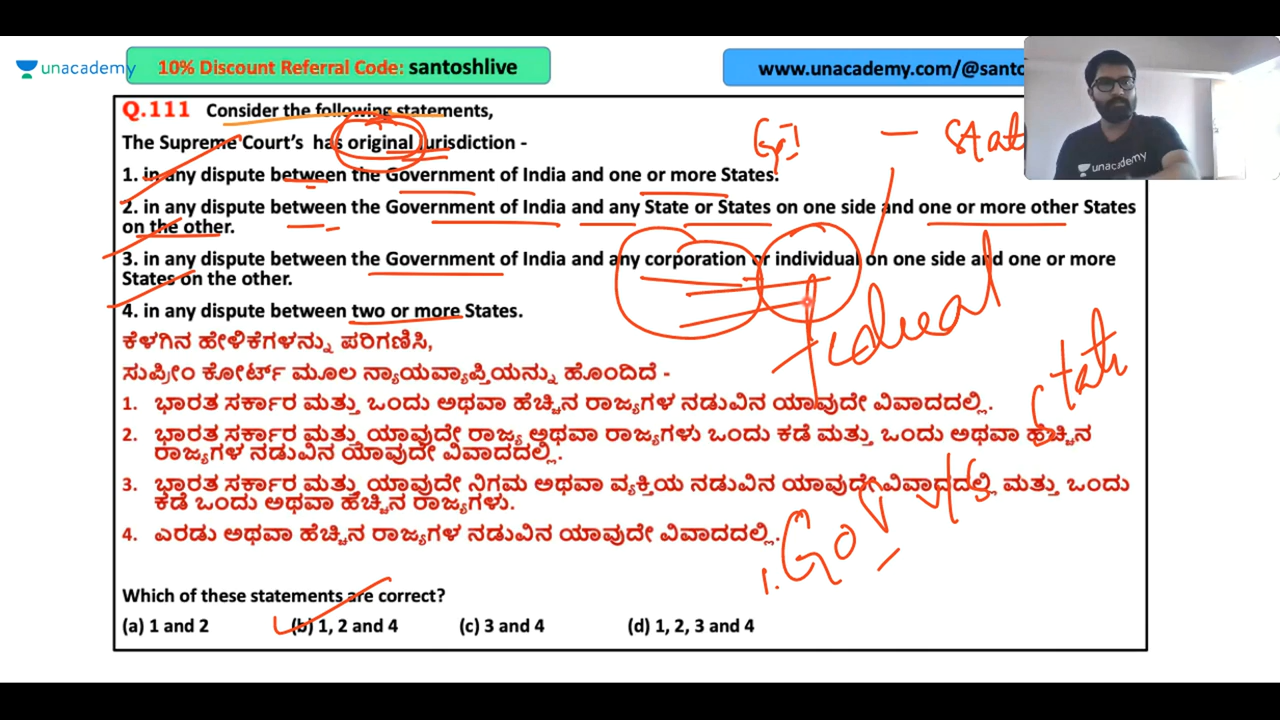 unacademy
10% Discount Referral Code: santoshlive
www.unacademy.com/@santo
unacademy
Q.111 Consider the following statements,
The Supreme Court's has original jurisdiction -
1. in any dispute between the Government of India and one or more States.
2. in any dispute between the Government of India and any State or States on one side and one or more other States
on the other.
3. in any dispute between the Government of India and any corporation or individual on one side and one or more
States on the other.
4. in any dispute between two or more States.
ಕೆಳಗಿನ ಹೇಳಿಕೆಗಳನ್ನು ಪರಿಗಣಿಸಿ,
ಸುಪ್ರೀಂ ಕೋರ್ಟ್ ಮೂಲ ನ್ಯಾಯವ್ಯಾಪ್ತಿಯನ್ನು ಹೊಂದಿದೆ -
1. ಭಾರತ ಸರ್ಕಾರ ಮತ್ತು ಒಂದು ಅಥವಾ ಹೆಚ್ಚಿನ ರಾಜ್ಯಗಳ ನಡುವಿನ ಯಾವುದೇ ವಿವಾದದಲ್ಲಿ.
2. ಭಾರತ ಸರ್ಕಾರ ಮತ್ತು ಯಾವುದೇ ರಾಜ್ಯ ಅಥವಾ ರಾಜ್ಯಗಳು ಒಂದು ಕಡೆ ಮತ್ತು ಒಂದು ಅಥವಾ ಹೆಚ್ಚಿನ
ರಾಜ್ಯಗಳ ನಡುವಿನ ಯಾವುದೇ ವಿವಾದದಲ್ಲಿ.
3. ಭಾರತ ಸರ್ಕಾರ ಮತ್ತು ಯಾವುದೇ ನಿಗಮ ಅಥವಾ ವ್ಯಕ್ತಿಯ ನಡುವಿನ ಯಾವುದೇ ವಿವಾದದಲ್ಲಿ ಮತ್ತು ಒಂದು
ಕಡೆ ಒಂದು ಅಥವಾ ಹೆಚ್ಚಿನ ರಾಜ್ಯಗಳು.
4. ಎರಡು ಅಥವಾ ಹೆಚ್ಚಿನ ರಾಜ್ಯಗಳ ನಡುವಿನ ಯಾವುದೇ ವಿವಾದದಲ್ಲಿ.
Which of these statements are correct?
(a) 1 and 2 (b) 1, 2 and 4 (c) 3 and 4 (d) 1, 2, 3 and 4